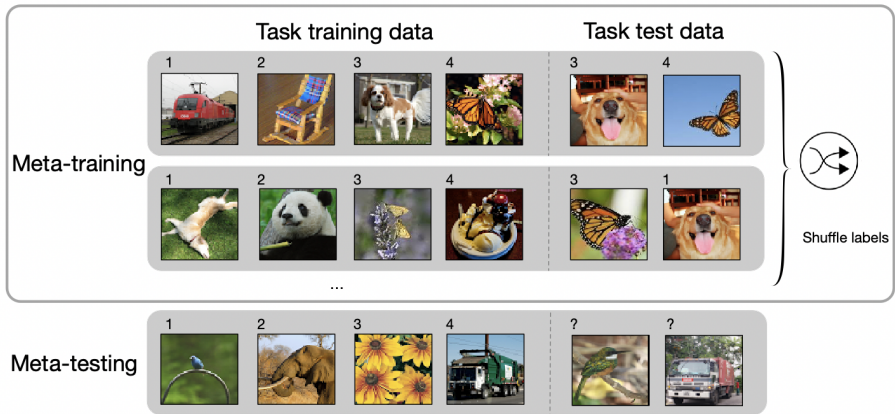 Task training data
Task test data
1 2 3 4 3 4
Meta-training
1 2 3 4 3 1
Shuffle labels
...
1 2 3 4 ? ?
Meta-testing